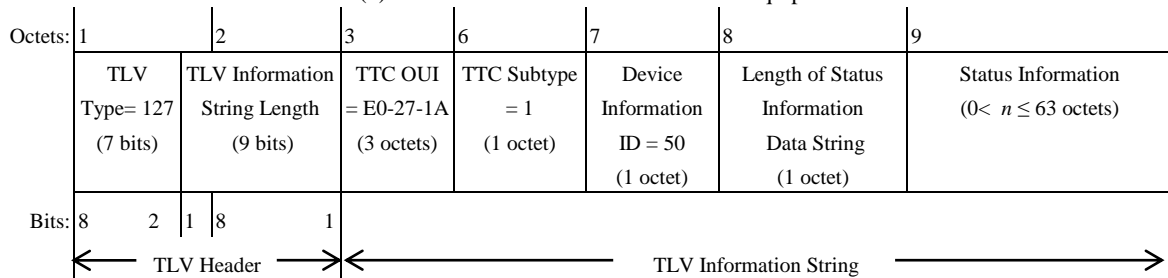 Octets: 1 2 3 6 7 8 9
TLV Type= 127 (7 bits)
TLV Information String Length (9 bits)
TTC OUI = E0-27-1A (3 octets)
TTC Subtype = 1 (1 octet)
Device Information ID = 50 (1 octet)
Length of Status Information Data String (1 octet)
Status Information (0< n ≤ 63 octets)
Bits: 8 2 1 8 1
TLV Header
TLV Information String